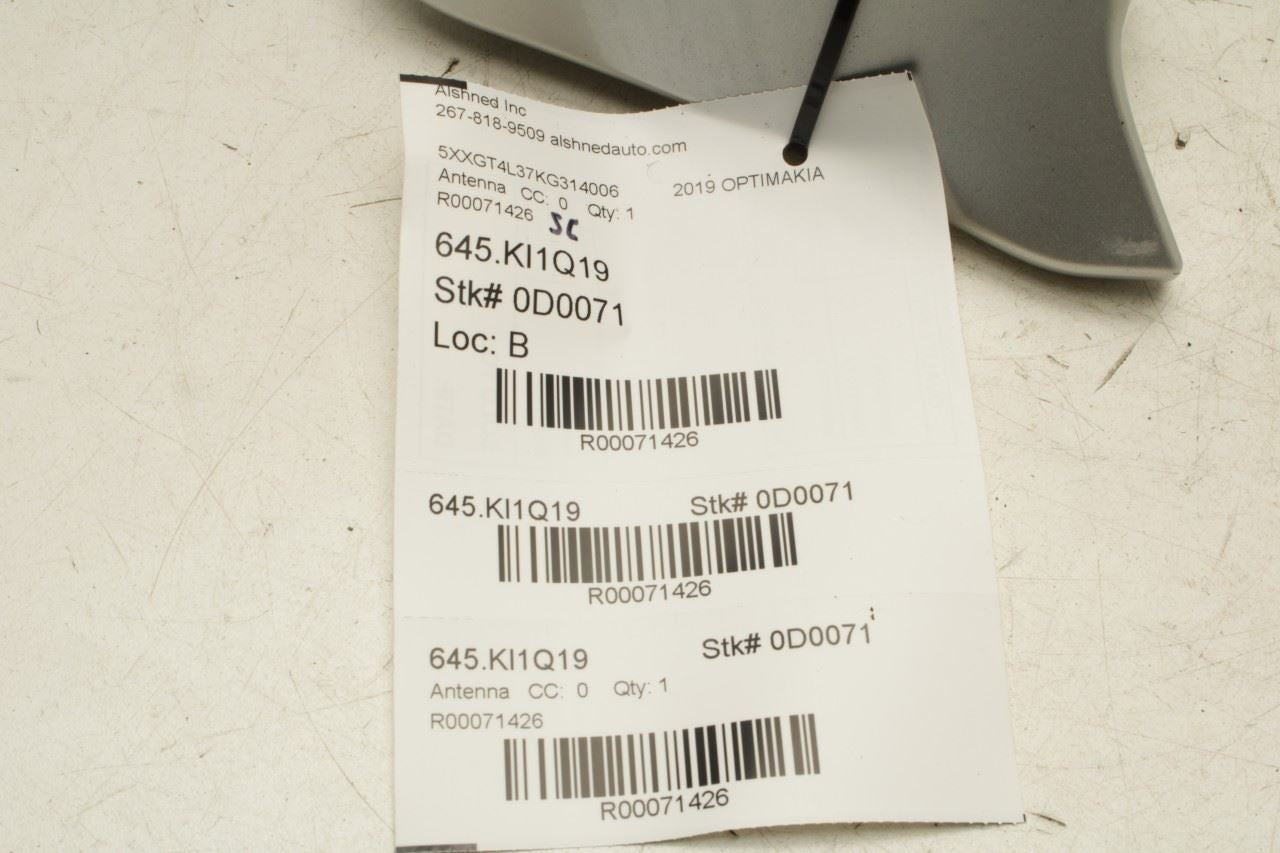 Alshned Inc
267-818-9509 alshnedauto.com
5XXGT4L37KG314006 2019 OPTIMAKIA
Antenna CC: 0 Qty: 1
R00071426 SC
645.KI1Q19
Stk# 0D0071
Loc: B
R00071426
645.KI1Q19 Stk# 0D0071
R00071426
645.KI1Q19 Stk# 0D0071
Antenna CC: 0 Qty: 1
R00071426
R00071426